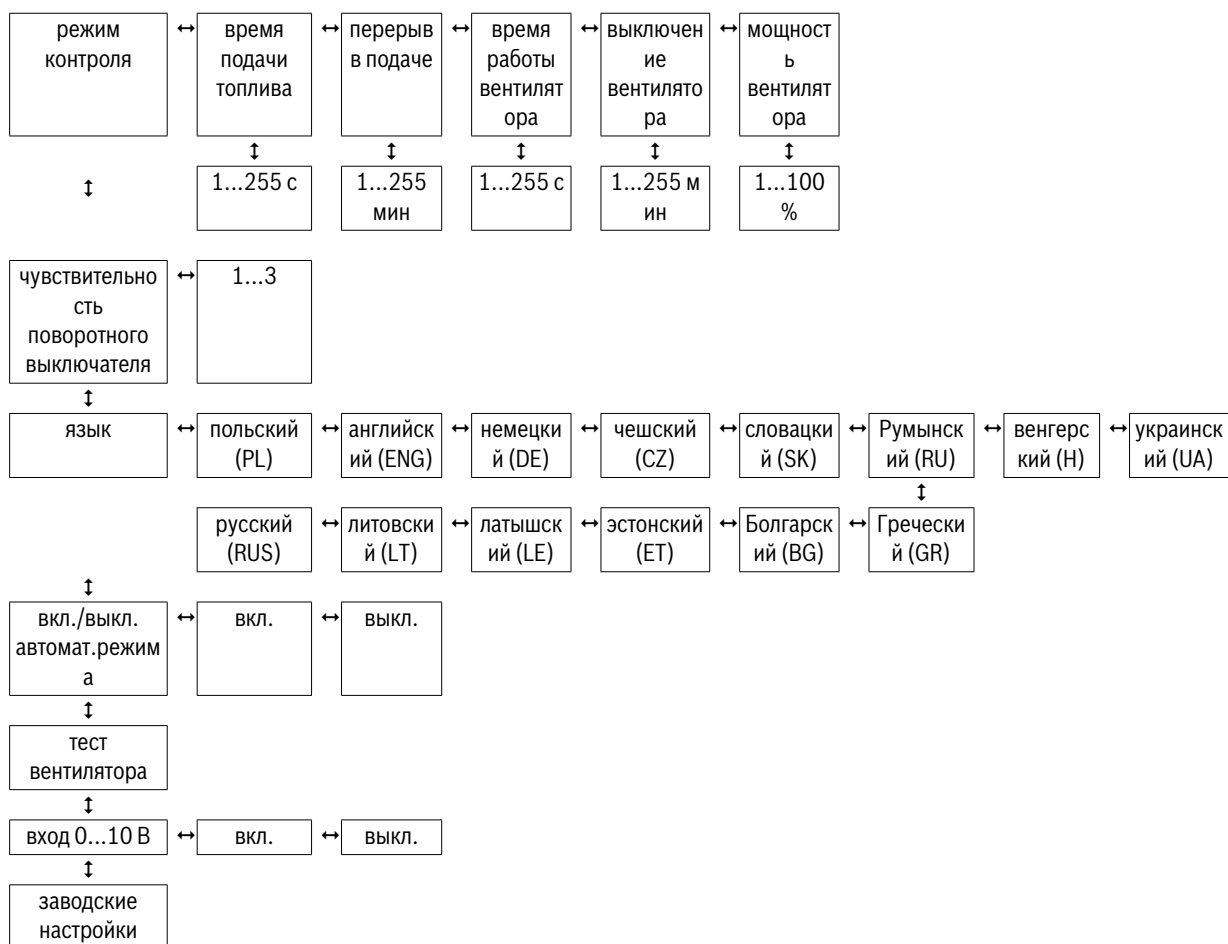 режим
контроля
время
подачи
топлива
перерыв
в подаче
время
работы
вентилят
ора
выключен
ие
вентилято
ра
мощност
ь
вентилят
ора
1...255 с
1...255
мин
1...255 с
1...255 м
ин
1...100
%
чувствительно
сть
поворотного
выключателя
1...3
язык
польский
(PL)
английск
ий (ENG)
немецки
й (DE)
чешский
(CZ)
словацки
й (SK)
Румынск
ий (RU)
венгерс
кий (H)
украинск
ий (UA)
русский
(RUS)
литовски
й (LT)
латышск
ий (LE)
эстонский
(ET)
Болгарск
ий (BG)
Гречески
й (GR)
вкл./выкл.
автомат.режим
а
вкл.
выкл.
тест
вентилятора
вход 0...10 В
вкл.
выкл.
заводские
настройки